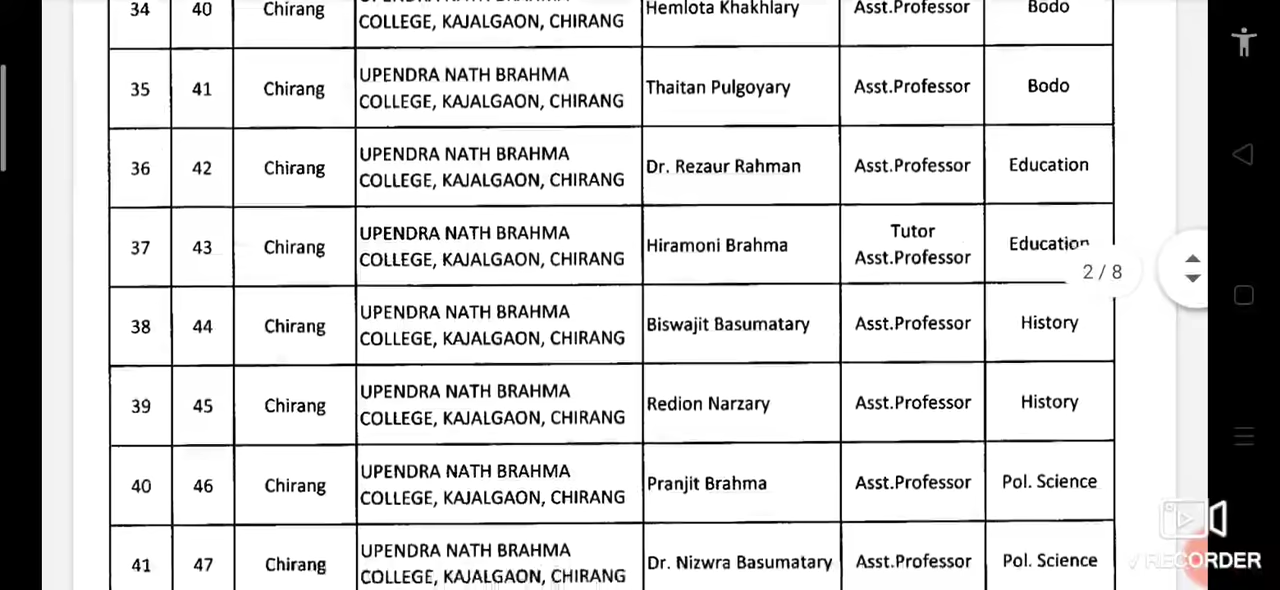 34 40 Chirang COLLEGE, KAJALGAON, CHIRANG Hemlota Khakhlary Asst.Professor Bodo
35 41 Chirang UPENDRA NATH BRAHMA
COLLEGE, KAJALGAON, CHIRANG Thaitan Pulgoyary Asst.Professor Bodo
36 42 Chirang UPENDRA NATH BRAHMA
COLLEGE, KAJALGAON, CHIRANG Dr. Rezaur Rahman Asst.Professor Education
37 43 Chirang UPENDRA NATH BRAHMA
COLLEGE, KAJALGAON, CHIRANG Hiramoni Brahma Tutor
Asst.Professor Education
2 / 8
38 44 Chirang UPENDRA NATH BRAHMA
COLLEGE, KAJALGAON, CHIRANG Biswajit Basumatary Asst.Professor History
39 45 Chirang UPENDRA NATH BRAHMA
COLLEGE, KAJALGAON, CHIRANG Redion Narzary Asst.Professor History
40 46 Chirang UPENDRA NATH BRAHMA
COLLEGE, KAJALGAON, CHIRANG Pranjit Brahma Asst.Professor Pol. Science
41 47 Chirang UPENDRA NATH BRAHMA
COLLEGE, KAJALGAON, CHIRANG Dr. Nizwra Basumatary Asst.Professor Pol. Science
V RECORDER